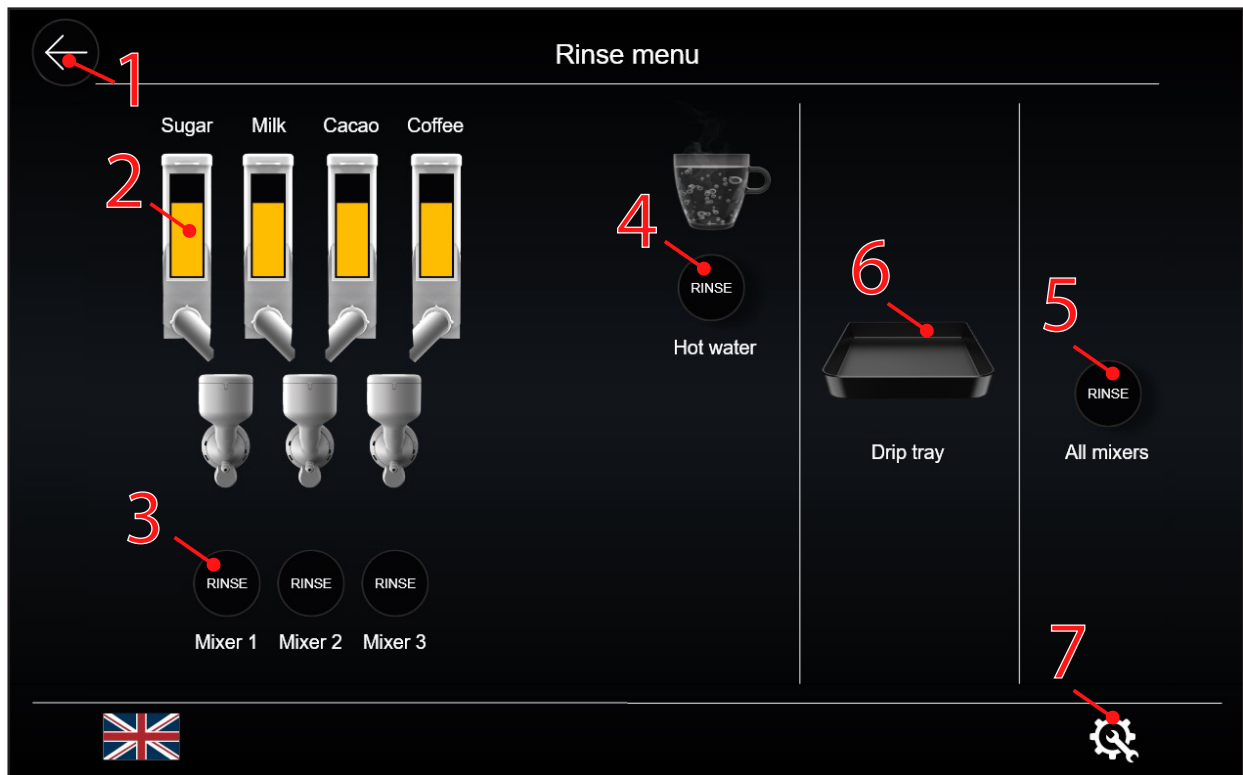 1
Rinse menu
Sugar Milk Cacao Coffee
2
4
RINSE
Hot water
6
Drip tray
5
RINSE
All mixers
3
RINSE RINSE RINSE
Mixer 1 Mixer 2 Mixer 3
7